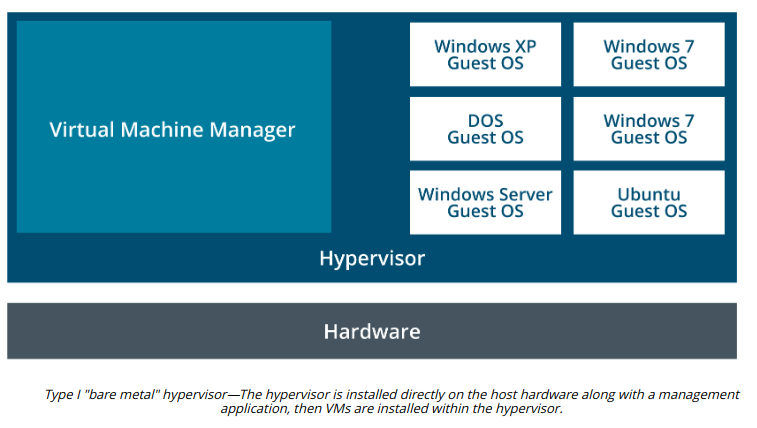 Virtual Machine Manager
Windows XP
Guest OS
Windows 7
Guest OS
DOS
Guest OS
Windows 7
Guest OS
Windows Server
Guest OS
Ubuntu
Guest OS
Hypervisor
Hardware
Type I "bare metal" hypervisor—The hypervisor is installed directly on the host hardware along with a management
application, then VMs are installed within the hypervisor.